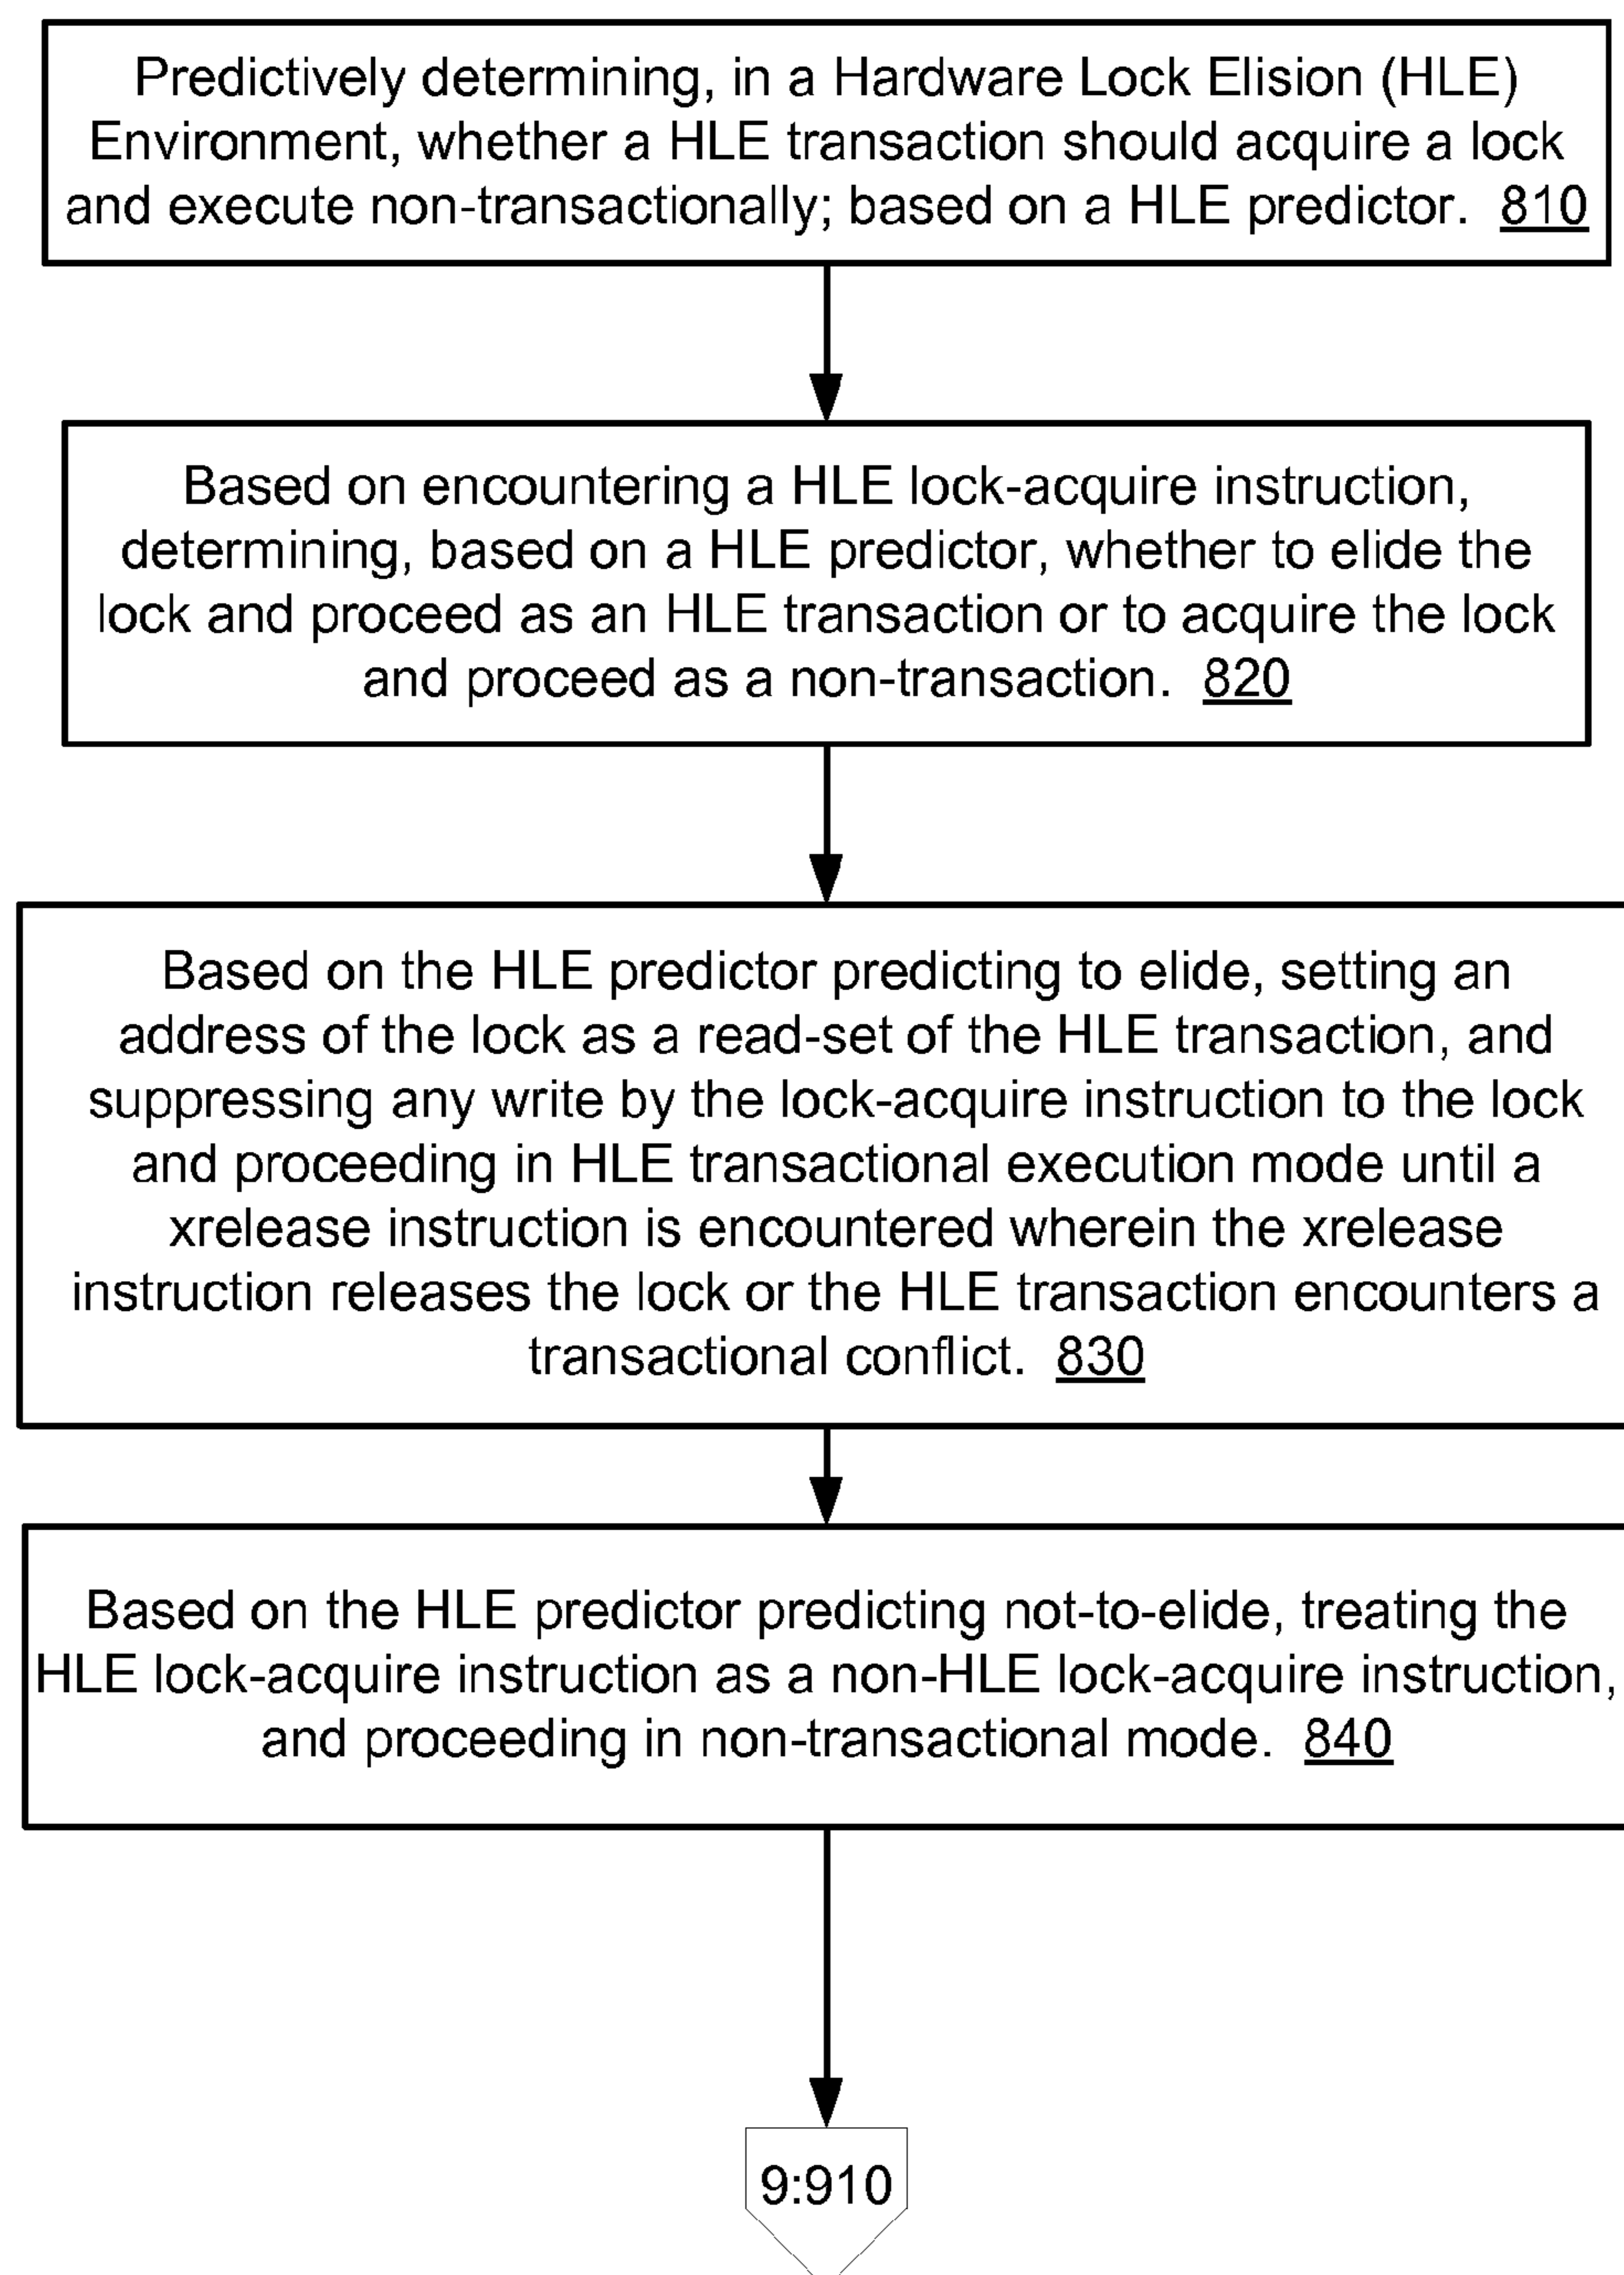 Predictively determining, in a Hardware Lock Elision (HLE)
Environment, whether a HLE transaction should acquire a lock
and execute non-transactionally; based on a HLE predictor. 810
Based on encountering a HLE lock-acquire instruction,
determining, based on a HLE predictor, whether to elide the
lock and proceed as an HLE transaction or to acquire the lock
and proceed as a non-transaction. 820
Based on the HLE predictor predicting to elide, setting an
address of the lock as a read-set of the HLE transaction, and
suppressing any write by the lock-acquire instruction to the lock
and proceeding in HLE transactional execution mode until a
xrelease instruction is encountered wherein the xrelease
instruction releases the lock or the HLE transaction encounters a
transactional conflict. 830
Based on the HLE predictor predicting not-to-elide, treating the
HLE lock-acquire instruction as a non-HLE lock-acquire instruction,
and proceeding in non-transactional mode. 840
9:910